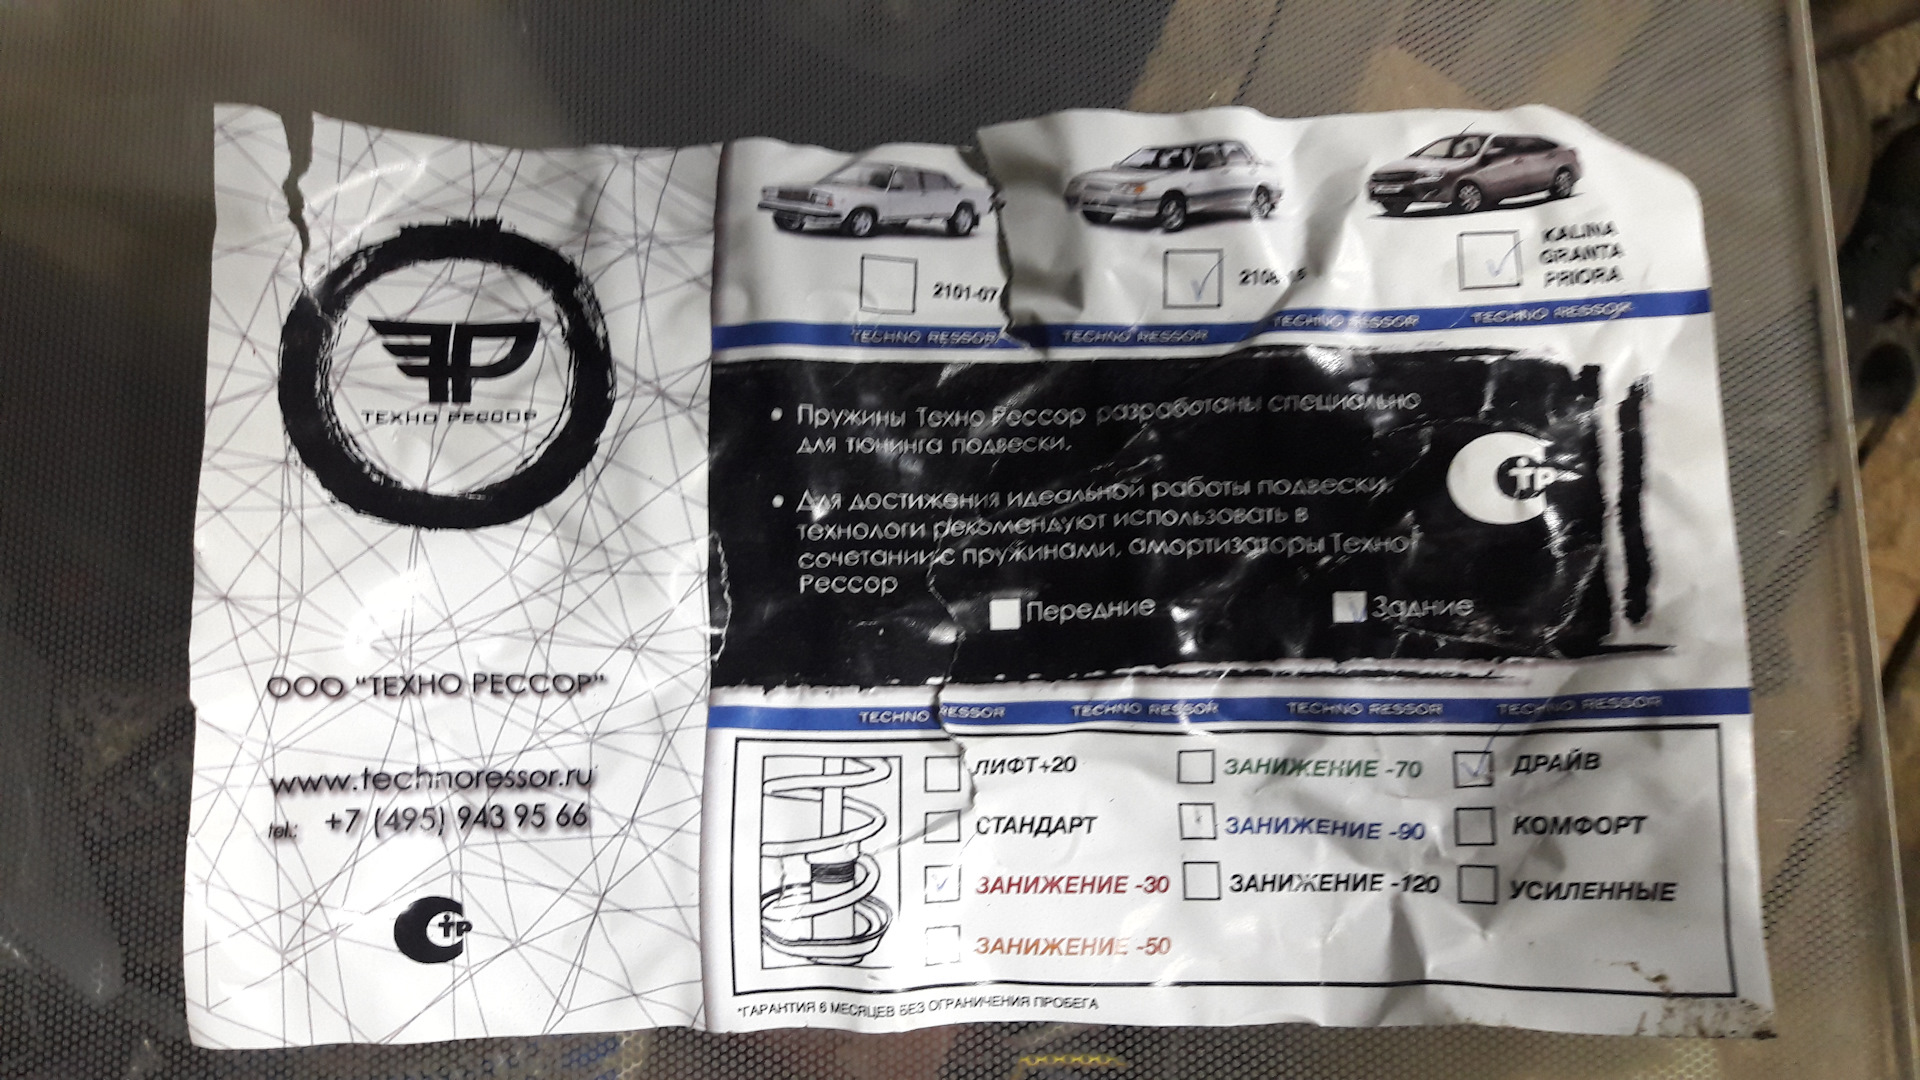 ТЕХНО РЕССОР
ООО "ТЕХНО РЕССОР"
www.technoressor.ru
tel.: +7 (495) 943 95 66
тр
2101-07
2108-15
KALINA
GRANTA
PRIORA
TECHNO RESSOR TECHNO RESSOR TECHNO RESSOR TECHNO RESSOR
• Пружины Техно Рессор разработаны специально
для тюнинга подвески.
• Для достижения идеальной работы подвески,
технологи рекомендуют использовать в
сочетании с пружинами, амортизаторы Техно
Рессор
тр
Передние Задние
TECHNO RESSOR TECHNO RESSOR TECHNO RESSOR TECHNO RESSOR
ЛИФТ+20
СТАНДАРТ
ЗАНИЖЕНИЕ -30
ЗАНИЖЕНИЕ -50
ЗАНИЖЕНИЕ -70
ЗАНИЖЕНИЕ -90
ЗАНИЖЕНИЕ -120
ДРАЙВ
КОМФОРТ
УСИЛЕННЫЕ
*ГАРАНТИЯ 6 МЕСЯЦЕВ БЕЗ ОГРАНИЧЕНИЯ ПРОБЕГА